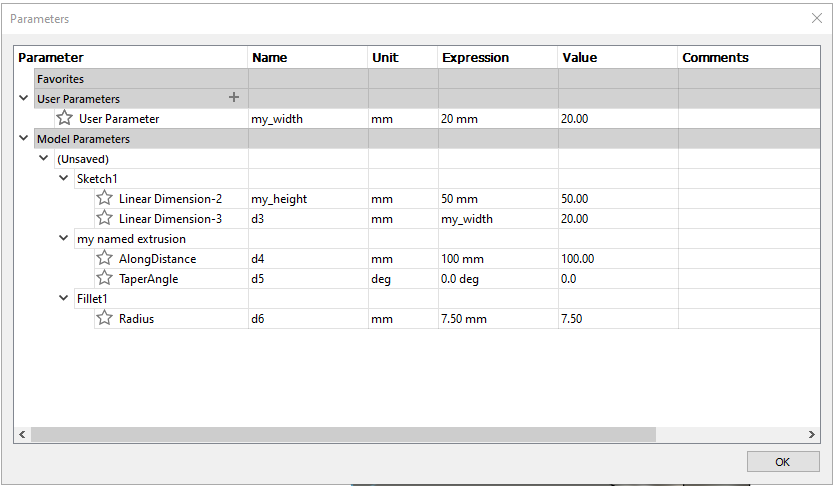 Parameters
Parameter Name Unit Expression Value Comments
Favorites
User Parameters +
User Parameter my_width mm 20 mm 20.00
Model Parameters
(Unsaved)
Sketch1
Linear Dimension-2 my_height mm 50 mm 50.00
Linear Dimension-3 d3 mm my_width 20.00
my named extrusion
AlongDistance d4 mm 100 mm 100.00
TaperAngle d5 deg 0.0 deg 0.0
Fillet1
Radius d6 mm 7.50 mm 7.50
OK